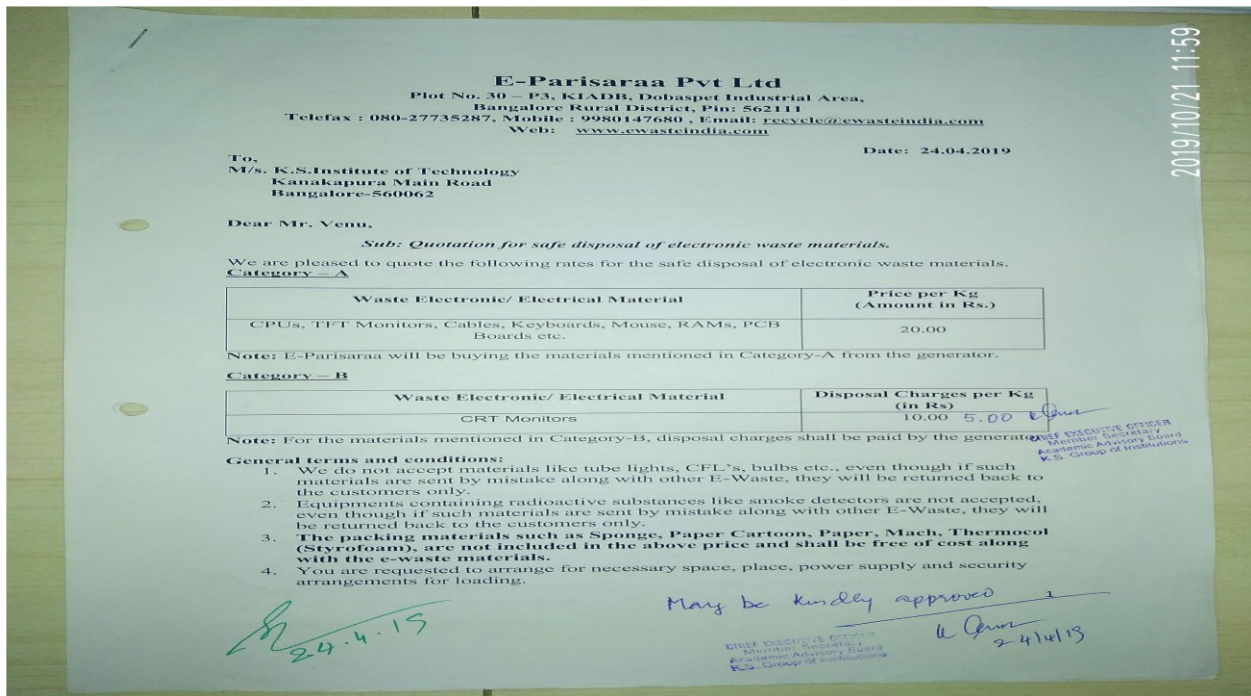 2019/10/21 11:59
E-Parisaraa Pvt Ltd
Plot No. 30 – P3, KIADB, Dobaspet Industrial Area,
Bangalore Rural District, Pin: 562111
Telefax : 080-27735287, Mobile : 9980147680 , Email: recycle@ewasteindia.com
Web: www.ewasteindia.com
Date: 24.04.2019
To,
M/s. K.S.Institute of Technology
Kanakapura Main Road
Bangalore-560062
Dear Mr. Venu,
Sub: Quotation for safe disposal of electronic waste materials.
We are pleased to quote the following rates for the safe disposal of electronic waste materials.
Category – A
Waste Electronic/ Electrical Material
Price per Kg
(Amount in Rs.)
CPUs, TFT Monitors, Cables, Keyboards, Mouse, RAMs, PCB
Boards etc.
20.00
Note: E-Parisaraa will be buying the materials mentioned in Category-A from the generator.
Category – B
Waste Electronic/ Electrical Material
Disposal Charges per Kg
(in Rs)
CRT Monitors
10.00 5.00
Note: For the materials mentioned in Category-B, disposal charges shall be paid by the generator
CHIEF EXECUTIVE OFFICER
Member Secretary
Academic Advisory Board
K.S. Group of Institutions
General terms and conditions:
1. We do not accept materials like tube lights, CFL's, bulbs etc., even though if such
materials are sent by mistake along with other E-Waste, they will be returned back to
the customers only.
2. Equipments containing radioactive substances like smoke detectors are not accepted,
even though if such materials are sent by mistake along with other E-Waste, they will
be returned back to the customers only.
3. The packing materials such as Sponge, Paper Cartoon, Paper, Mach, Thermocol
(Styrofoam), are not included in the above price and shall be free of cost along
with the e-waste materials.
4. You are requested to arrange for necessary space, place, power supply and security
arrangements for loading.
1
May be kindly approved
24.4.19
24/4/19
CHIEF EXECUTIVE OFFICER
Member Secretary
Academic Advisory Board
K.S. Group of Institutions